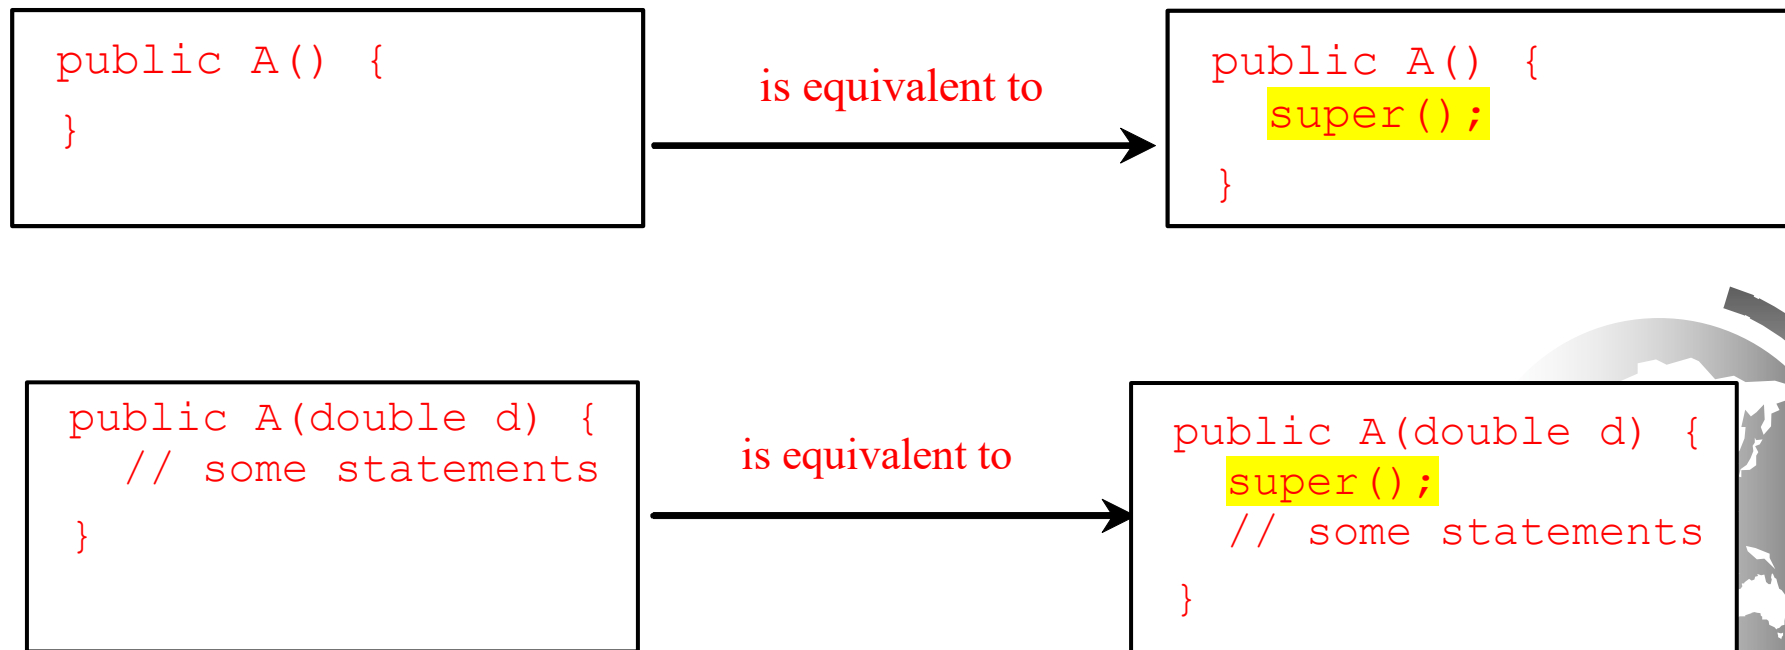 public A() {
}
is equivalent to
public A() {
super();
}
public A(double d) {
// some statements
}
is equivalent to
public A(double d) {
super();
// some statements
}